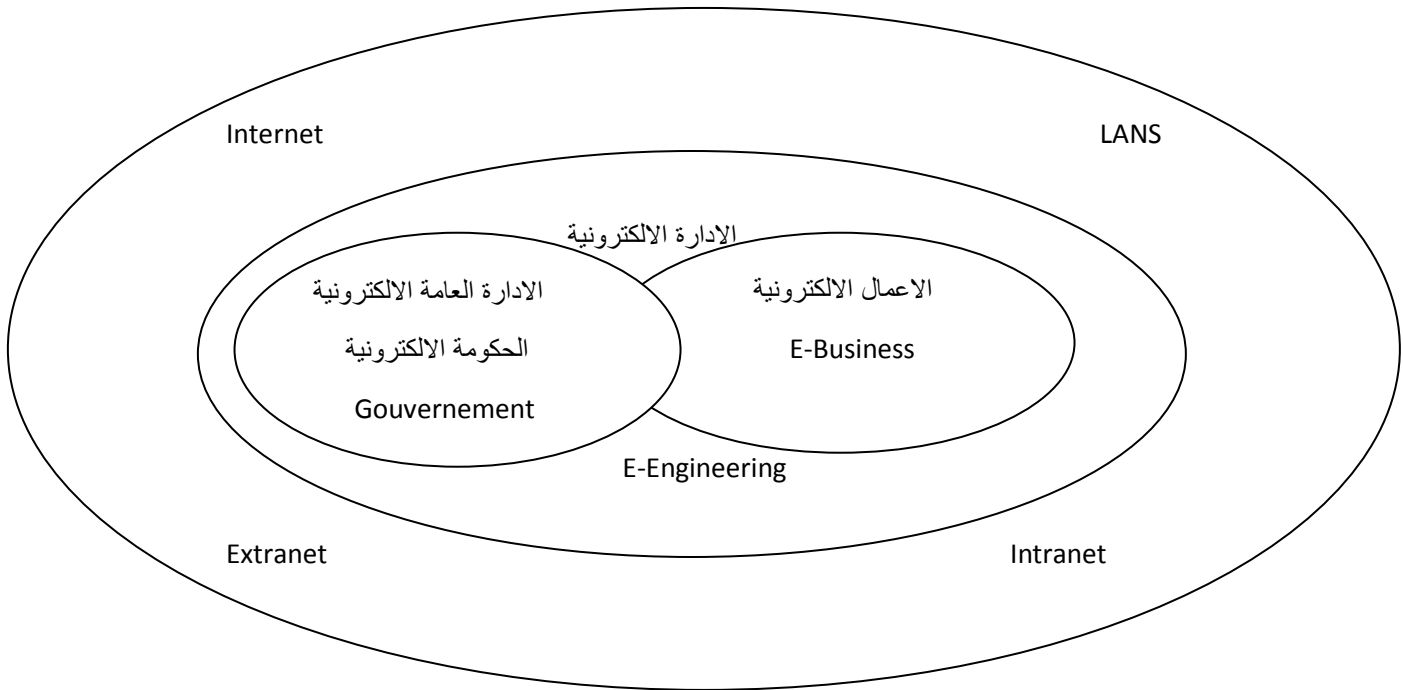 Internet
LANS
الادارة الالكترونية
الادارة العامة الالكترونية
الاعمال الالكترونية
الحكومة الالكترونية
E-Business
Gouvernement
E-Engineering
Extranet
Intranet